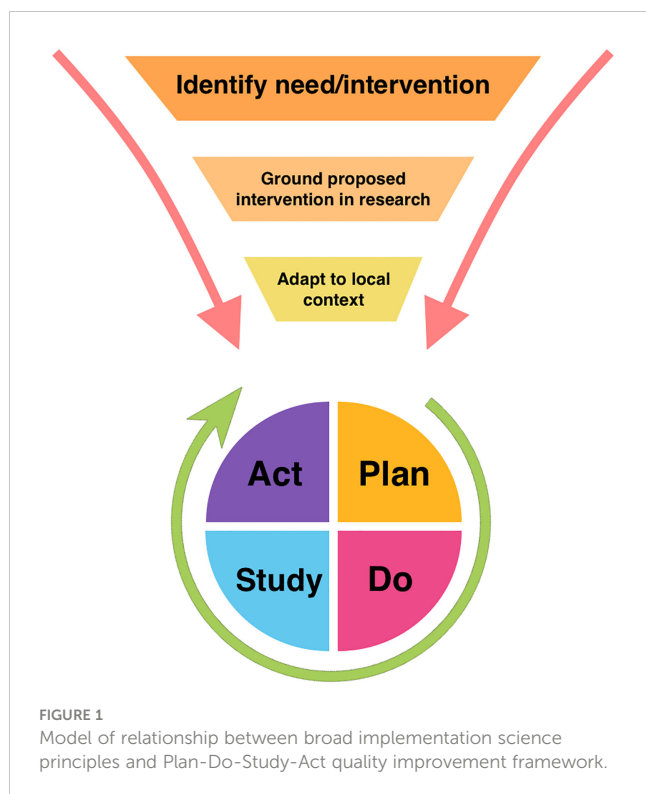 Identify need/intervention
Ground proposed
intervention in research
Adapt to local
context
Act
Plan
Study
Do
FIGURE 1
Model of relationship between broad implementation science
principles and Plan-Do-Study-Act quality improvement framework.